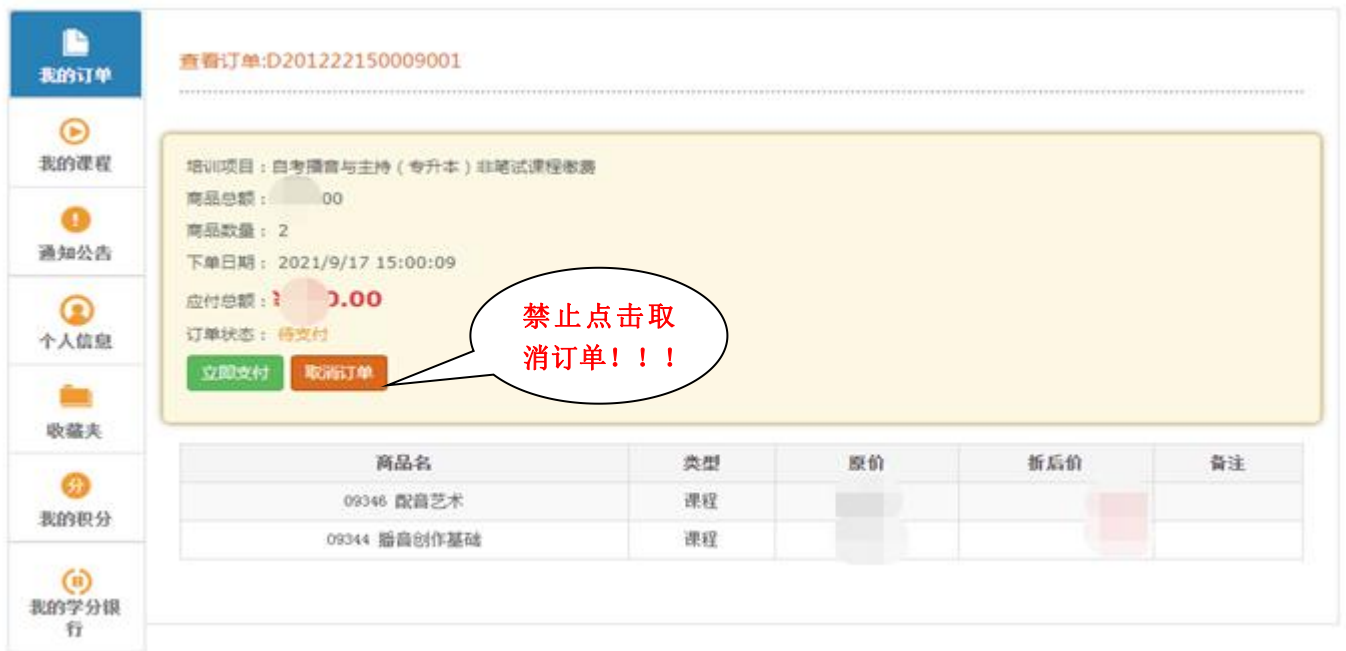 我的订单
我的课程
通知公告
个人信息
收藏夹
我的积分
我的学分银
行
查看订单:D201222150009001
培训项目：自考播音与主持（专升本）非笔试课程缴费
商品总额： 00
商品数量： 2
下单日期： 2021/9/17 15:00:09
应付总额：¥ 0.00
订单状态： 待支付
立即支付 取消订单
禁止点击取
消订单！！！
商品名 类型 原价 折后价 备注
09346 配音艺术 课程
09344 播音创作基础 课程